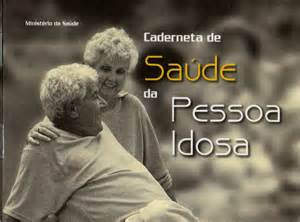 Ministério da Saúde
Caderneta de
Saúde
da
Pessoa
Idosa